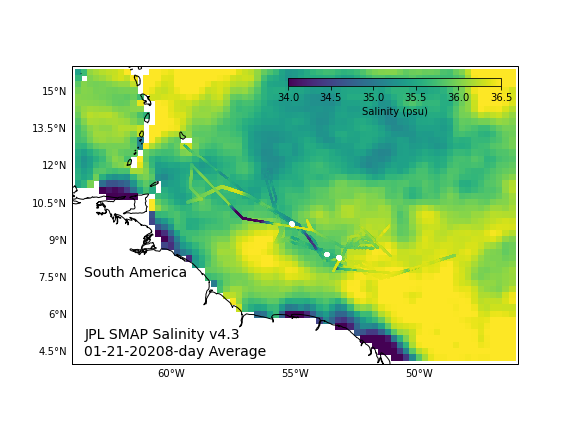 15°N
13.5°N
12°N
10.5°N
9°N
7.5°N
6°N
4.5°N
34.0 34.5 35.0 35.5 36.0 36.5
Salinity (psu)
South America
JPL SMAP Salinity v4.3
01-21-20208-day Average
60°W 55°W 50°W